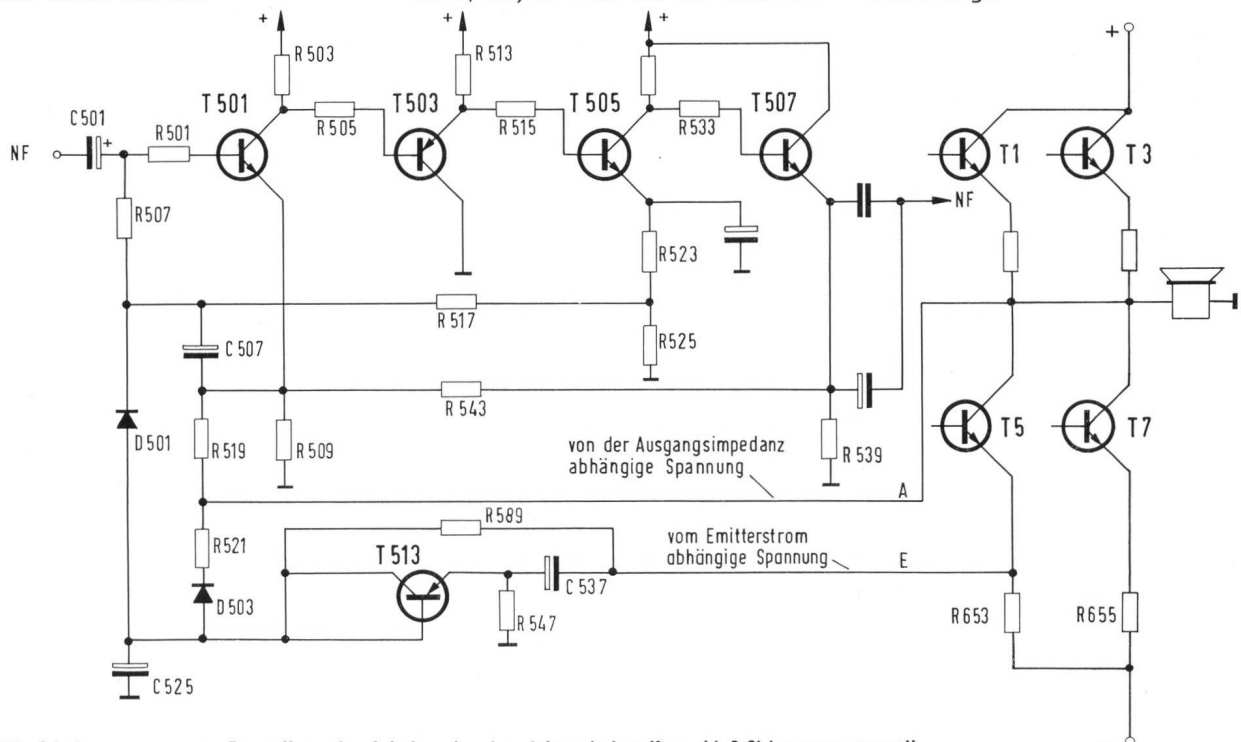 +
+
+
+
R503
R513
T501
T503
T505
T507
C501
R501
+
R505
R515
R533
NF
T1
T3
NF
R507
R523
R517
R525
C507
R543
D501
R519
R509
R539
T5
T7
von der Ausgangsimpedanz
abhängige Spannung
A
R589
R521
T513
vom Emitterstrom
abhängige Spannung
E
C537
D503
R547
R653
R655
C525